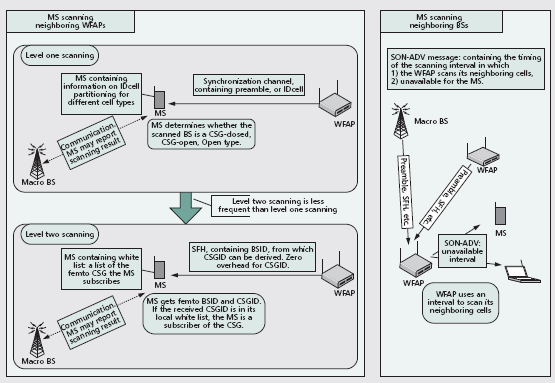 MS scanning
neighboring WFAPs
Level one scanning
MS containing
information on IDcell
partitioning for
different cell types
Synchronization channel,
containing preamble, or IDcell
MS
WFAP
MS determines whether the
scanned BS is a CSG-closed,
CSG-open, Open type.
Communication.
MS may report
scanning result
Macro BS
Level two scanning is less
frequent than level one scanning
Level two scanning
MS containing white
list: a list of the
femto CSG the MS
subscribes
SFH, containing BSID, from which
CSGID can be derived. Zero
overhead for CSGID.
MS
WFAP
MS gets femto BSID and CSGID.
If the received CSGID is in its
local white list, the MS is a
subscriber of the CSG.
Communication.
MS may report
scanning result
Macro BS
MS scanning
neighboring BSs
SON-ADV message: containing the timing
of the scanning interval in which
1) the WFAP scans its neighboring cells,
2) unavailable for the MS.
Macro BS
WFAP
Preamble, SFH, etc.
Preamble, SFH, etc.
MS
SON-ADV:
unavailable
interval
WFAP
WFAP uses an
interval to scan its
neighboring cells